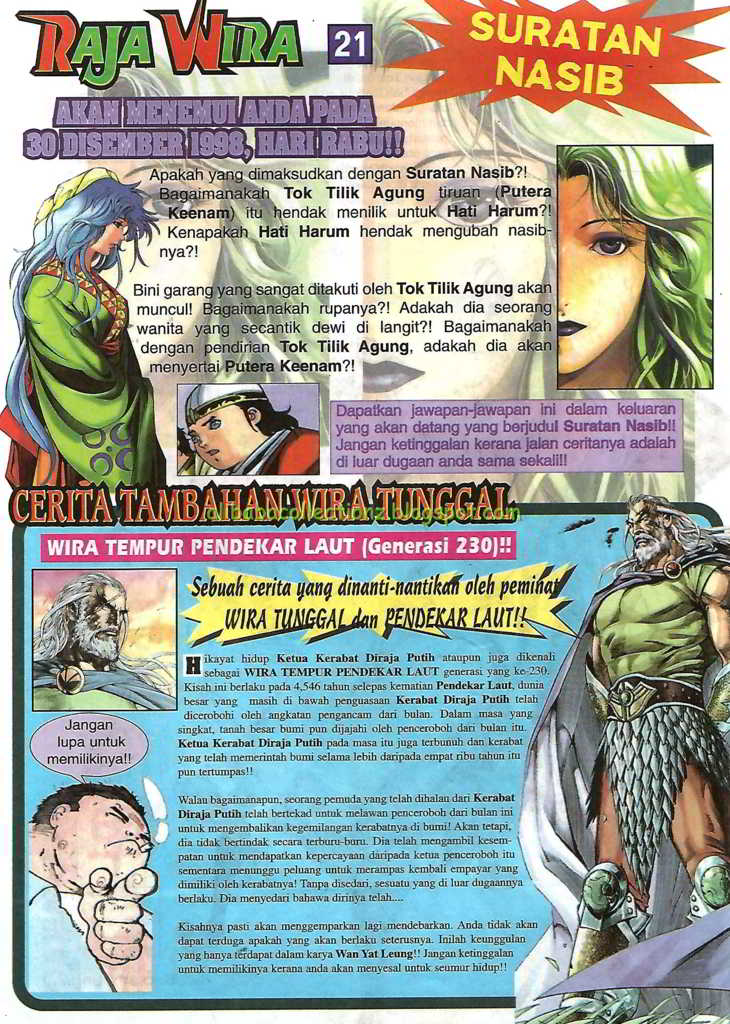 RAJA WIRA 21
SURATAN
NASIB
AKAN MENEMUI ANDA PADA
30 DISEMBER 1998, HARI RABU!!
Apakah yang dimaksudkan dengan Suratan Nasib?!
Bagaimanakah Tok Tilik Agung tiruan (Putera
Keenam) itu hendak menilik untuk Hati Harum?!
Kenapakah Hati Harum hendak mengubah nasib-
nya?!
Bini garang yang sangat ditakuti oleh Tok Tilik Agung akan
muncul! Bagaimanakah rupanya?! Adakah dia seorang
wanita yang secantik dewi di langit?! Bagaimanakah
dengan pendirian Tok Tilik Agung, adakah dia akan
menyertai Putera Keenam?!
Dapatkan jawapan-jawapan ini dalam keluaran
yang akan datang yang berjudul Suratan Nasib!!
Jangan ketinggalan kerana jalan ceritanya adalah
di luar dugaan anda sama sekali!!
CERITA TAMBAHAN WIRA TUNGGAL
alibabacollectionz.blogspot.com
WIRA TEMPUR PENDEKAR LAUT (Generasi 230)!!
Sebuah cerita yang dinanti-nantikan oleh peminat
WIRA TUNGGAL dan PENDEKAR LAUT!!
Hikayat hidup Ketua Kerabat Diraja Putih ataupun juga dikenali
sebagai WIRA TEMPUR PENDEKAR LAUT generasi yang ke-230.
Kisah ini berlaku pada 4,546 tahun selepas kematian Pendekar Laut, dunia
besar yang masih di bawah penguasaan Kerabat Diraja Putih telah
dicerobohi oleh angkatan pengancam dari bulan. Dalam masa yang
singkat, tanah besar bumi pun dijajahi oleh penceroboh dari bulan itu.
Ketua Kerabat Diraja Putih pada masa itu juga terbunuh dan kerabat
yang telah memerintah bumi selama lebih daripada empat ribu tahun itu
pun tertumpas!!
Jangan
lupa untuk
memilikinya!!
Walau bagaimanapun, seorang pemuda yang telah dihalau dari Kerabat
Diraja Putih telah bertekad untuk melawan penceroboh dari bulan ini
untuk mengembalikan kegemilangan kerabatnya di bumi! Akan tetapi,
dia tidak bertindak secara terburu-buru. Dia telah mengambil kesem-
patan untuk mendapatkan kepercayaan daripada ketua penceroboh itu
sementara menunggu peluang untuk merampas kembali empayar yang
dimiliki oleh kerabatnya! Tanpa disedari, sesuatu yang di luar dugaannya
berlaku. Dia menyedari bahawa dirinya telah....
Kisahnya pasti akan menggemparkan lagi mendebarkan. Anda tidak akan
dapat terduga apakah yang akan berlaku seterusnya. Inilah keunggulan
yang hanya terdapat dalam karya Wan Yat Leung!! Jangan ketinggalan
untuk memilikinya kerana anda akan menyesal untuk seumur hidup!!